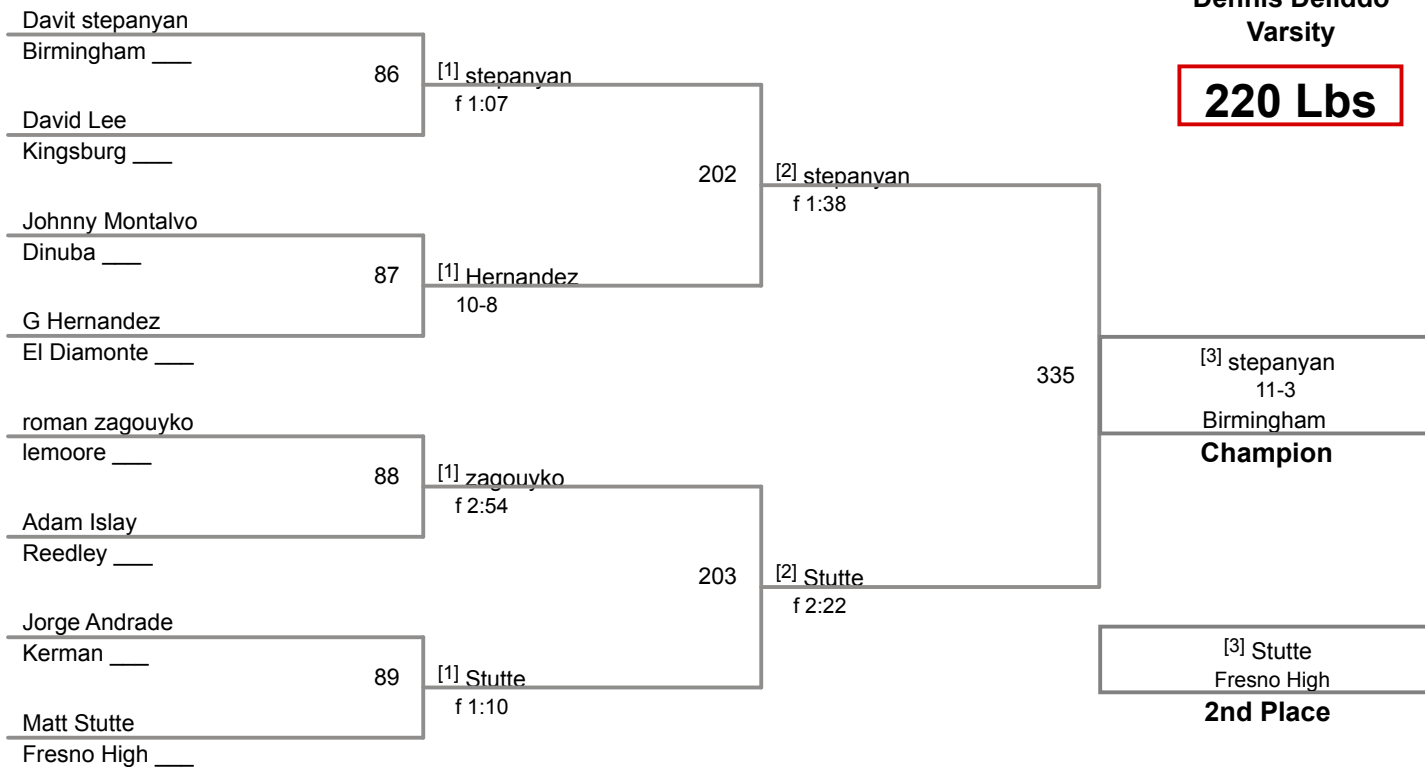 Dennis Deliddo
Varsity
220 Lbs
Davit stepanyan
Birmingham ___
86
David Lee
Kingsburg ___
[1] stepanyan
f 1:07
202
Johnny Montalvo
Dinuba ___
87
G Hernandez
El Diamonte ___
[1] Hernandez
10-8
[2] stepanyan
f 1:38
335
roman zagouyko
lemoore ___
88
Adam Islay
Reedley ___
[1] zagouyko
f 2:54
203
Jorge Andrade
Kerman ___
89
Matt Stutte
Fresno High ___
[1] Stutte
f 1:10
[2] Stutte
f 2:22
[3] stepanyan
11-3
Birmingham
Champion
[3] Stutte
Fresno High
2nd Place